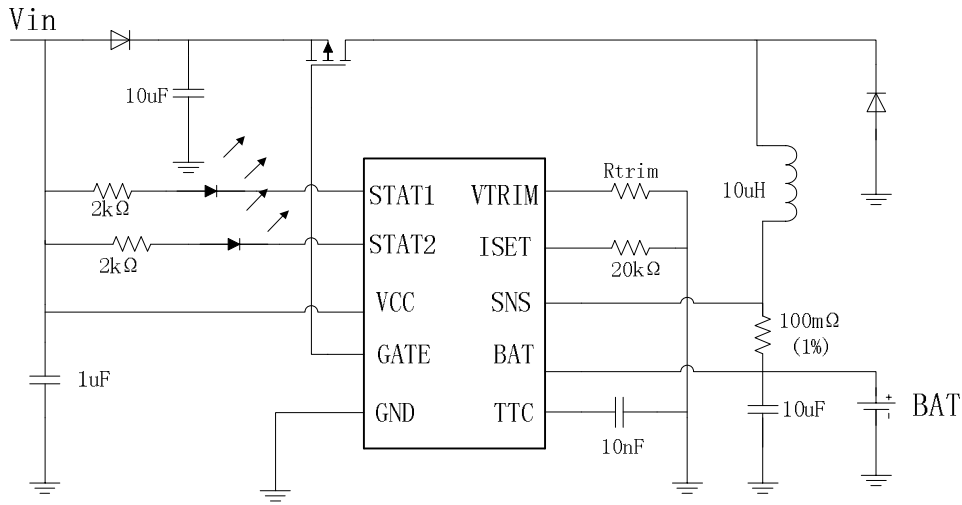 Vin
10uF
2kΩ
2kΩ
1uF
STAT1
STAT2
VCC
GATE
GND
VTRIM
ISET
SNS
BAT
TTC
Rtrim
20kΩ
10nF
10uH
100mΩ
(1%)
10uF
+
-
BAT